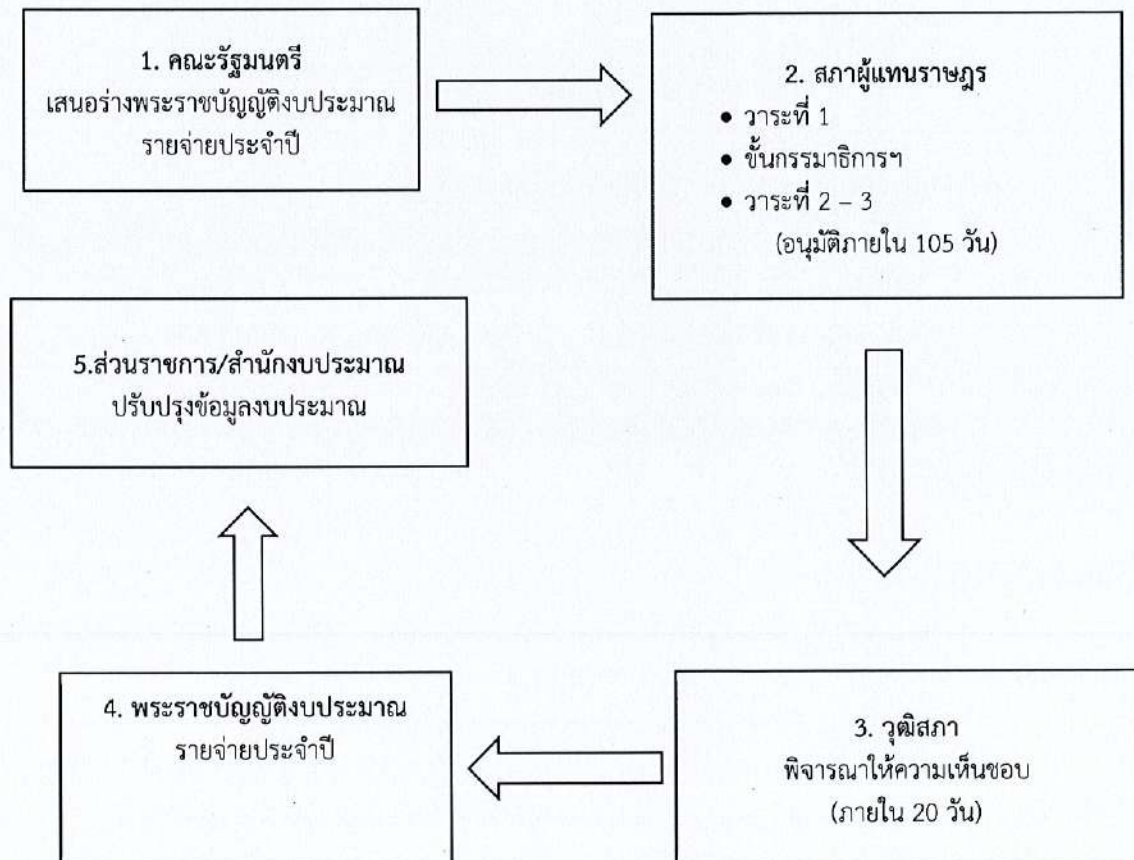 1. คณะรัฐมนตรี
เสนอร่างพระราชบัญญัติงบประมาณ
รายจ่ายประจำปี
2. สภาผู้แทนราษฎร
• วาระที่ 1
• ขั้นกรรมาธิการฯ
• วาระที่ 2 – 3
(อนุมัติภายใน 105 วัน)
3. วุฒิสภา
พิจารณาให้ความเห็นชอบ
(ภายใน 20 วัน)
4. พระราชบัญญัติงบประมาณ
รายจ่ายประจำปี
5.ส่วนราชการ/สำนักงบประมาณ
ปรับปรุงข้อมูลงบประมาณ